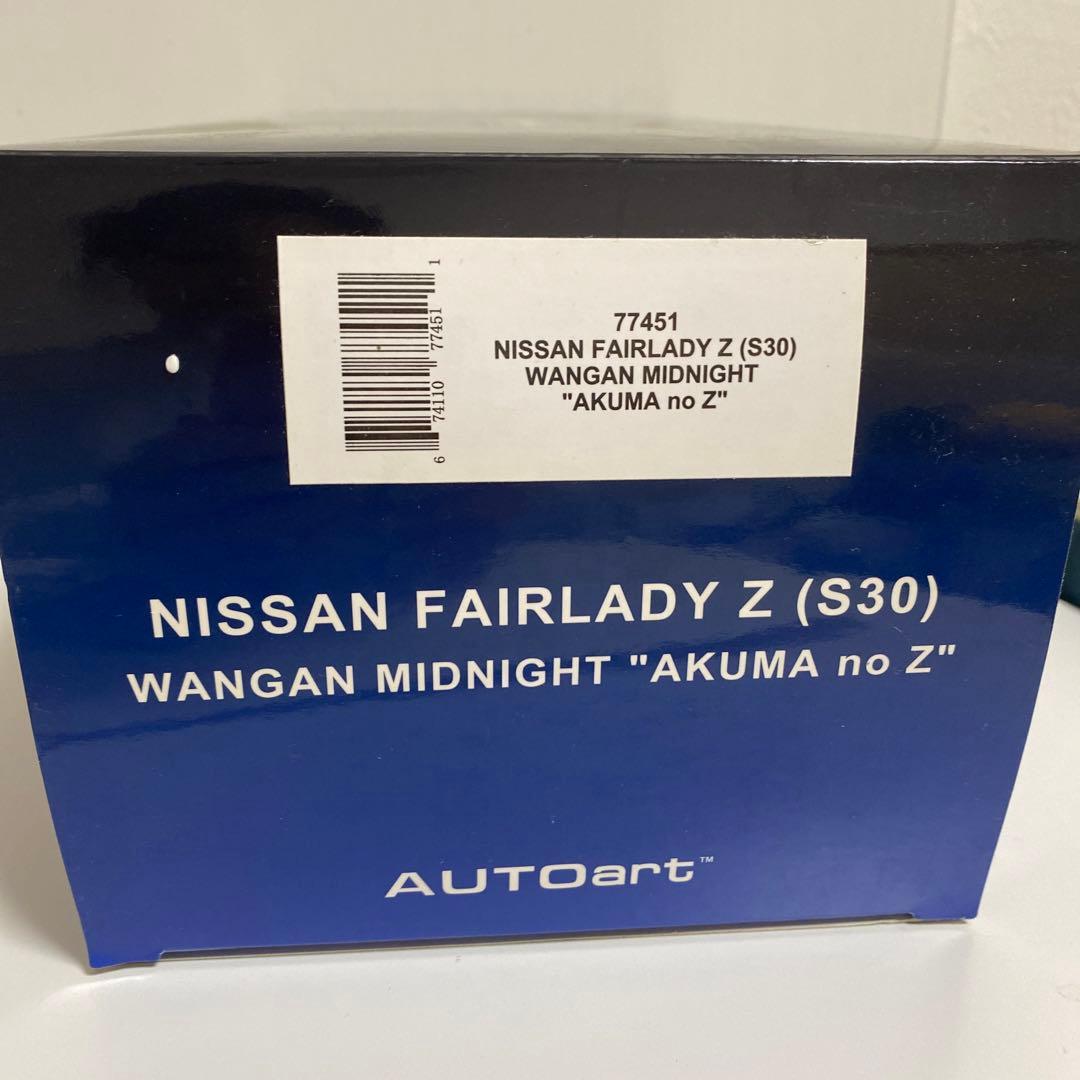 6 74110 77451 1
77451
NISSAN FAIRLADY Z (S30)
WANGAN MIDNIGHT
"AKUMA no Z"
NISSAN FAIRLADY Z (S30)
WANGAN MIDNIGHT "AKUMA no Z"
AUTOart™